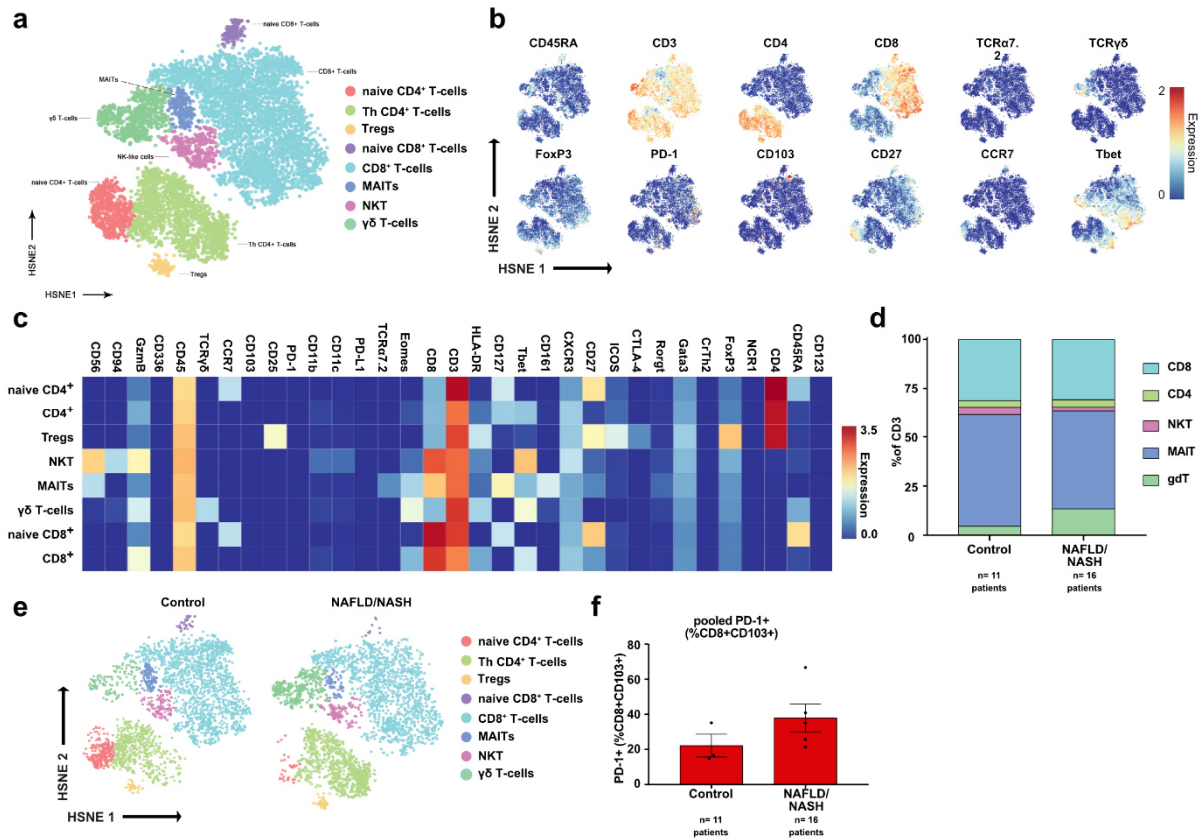 a
naive CD8+ T-cells
CD8+ T-cells
MAITs
γδ T-cells
NK-like cells
naive CD4+ T-cells
Th CD4+ T-cells
Tregs
HSNE2
HSNE1
naive CD4⁺ T-cells
Th CD4⁺ T-cells
Tregs
naive CD8⁺ T-cells
CD8⁺ T-cells
MAITs
NKT
γδ T-cells
b
CD45RA
CD3
CD4
CD8
TCRα7.
2
TCRγδ
FoxP3
PD-1
CD103
CD27
CCR7
Tbet
HSNE 2
HSNE 1
2
Expression
0
c
CD56
CD94
GzmB
CD336
CD45
TCRγδ
CCR7
CD103
CD25
PD-1
CD11b
CD11c
PD-L1
TCRα7.2
Eomes
CD8
CD3
HLA-DR
CD127
Tbet
CD161
CXCR3
CD27
ICOS
CTLA-4
Rorgt
Gata3
CrTh2
FoxP3
NCR1
CD4
CD45RA
CD123
naive CD4⁺
CD4⁺
Tregs
NKT
MAITs
γδ T-cells
naive CD8⁺
CD8⁺
3.5
Expression
0.0
d
%of CD3
100
75
50
25
0
Control
NAFLD/
NASH
n= 11
patients
n= 16
patients
CD8
CD4
NKT
MAIT
gdT
e
Control
NAFLD/NASH
HSNE 2
HSNE 1
naive CD4⁺ T-cells
Th CD4⁺ T-cells
Tregs
naive CD8⁺ T-cells
CD8⁺ T-cells
MAITs
NKT
γδ T-cells
f
pooled PD-1+
(%CD8+CD103+)
PD-1+ (%CD8+CD103+)
80
60
40
20
0
Control
NAFLD/
NASH
n= 11
patients
n= 16
patients